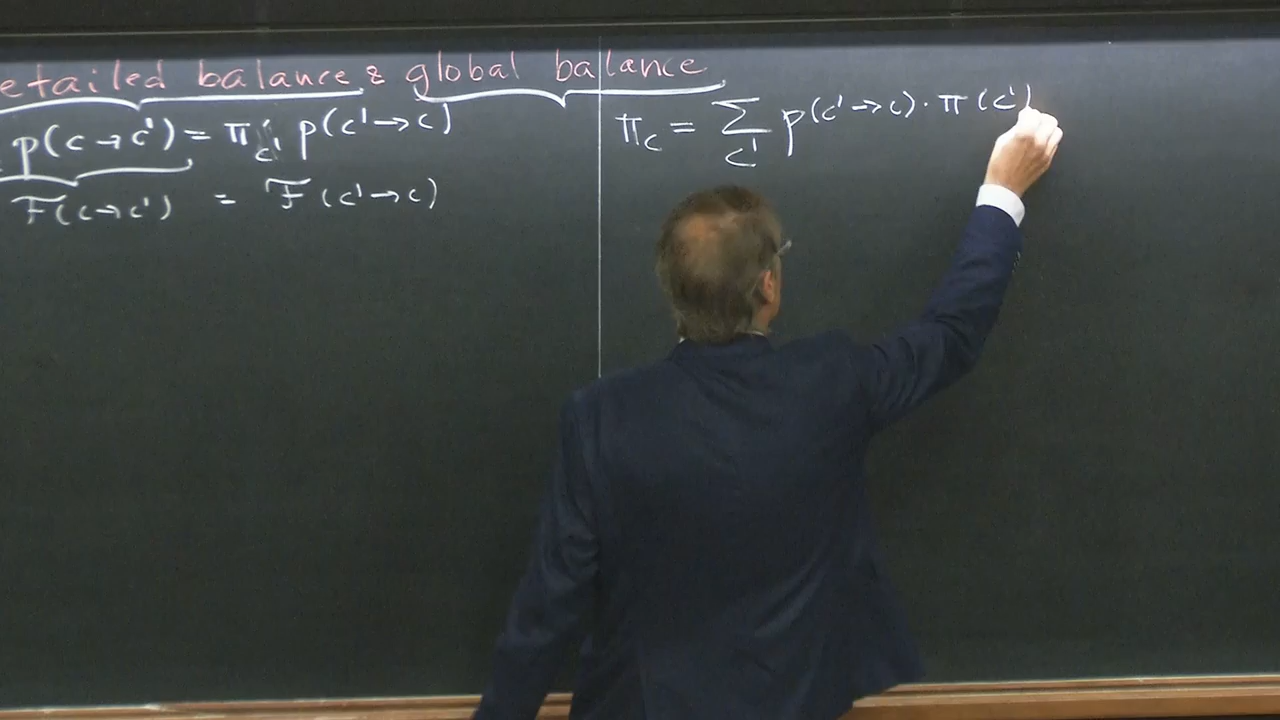 etailed balance & global balance
p(c→c') = π_c' p(c'→c)
F(c→c') = F(c'→c)
π_c = Σ_c' p(c'→c) · π(c')